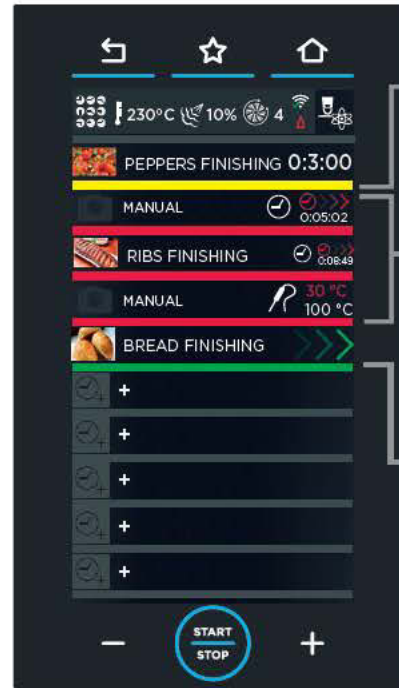 230°C 10% 4
PEPPERS FINISHING 0:3:00
MANUAL
0:05:02
RIBS FINISHING
0:08:49
MANUAL 30 °C
100 °C
BREAD FINISHING
+
+
+
+
+
− START +
STOP